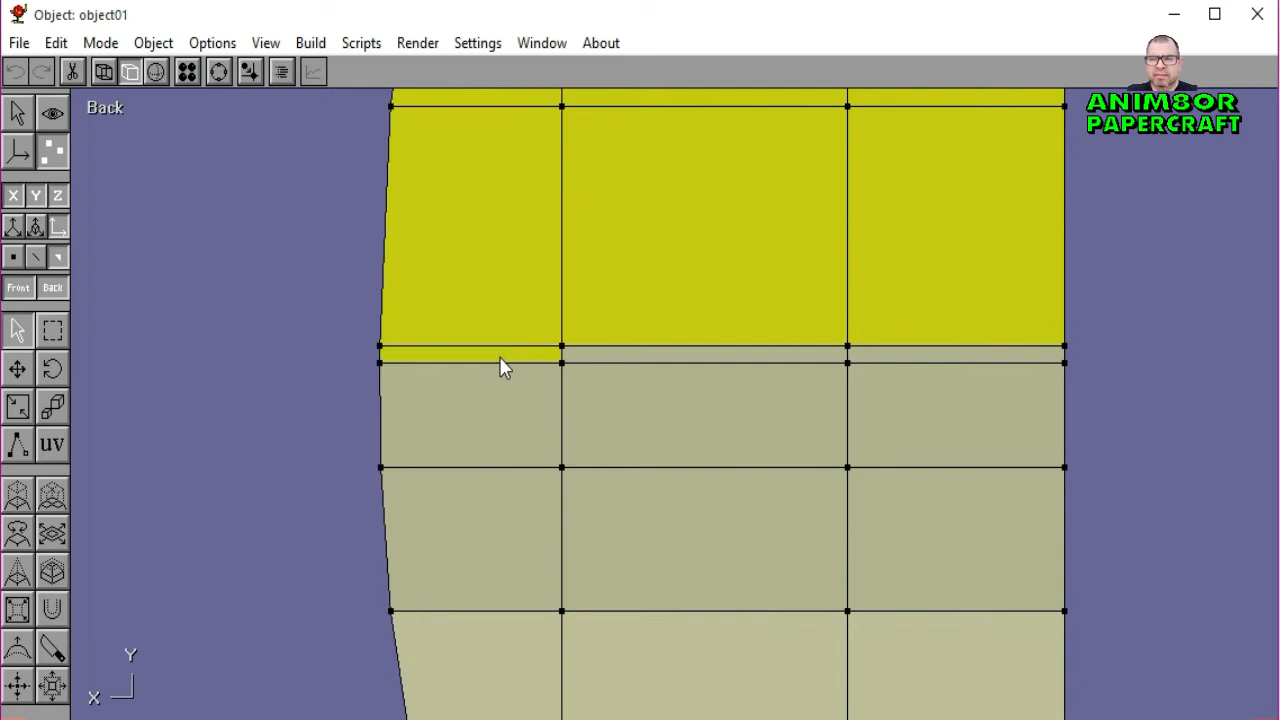 Object: object01
File Edit Mode Object Options View Build Scripts Render Settings Window About
Back
ANIM8OR
PAPERCRAFT
X Y Z
Front Back
uv
Y
X